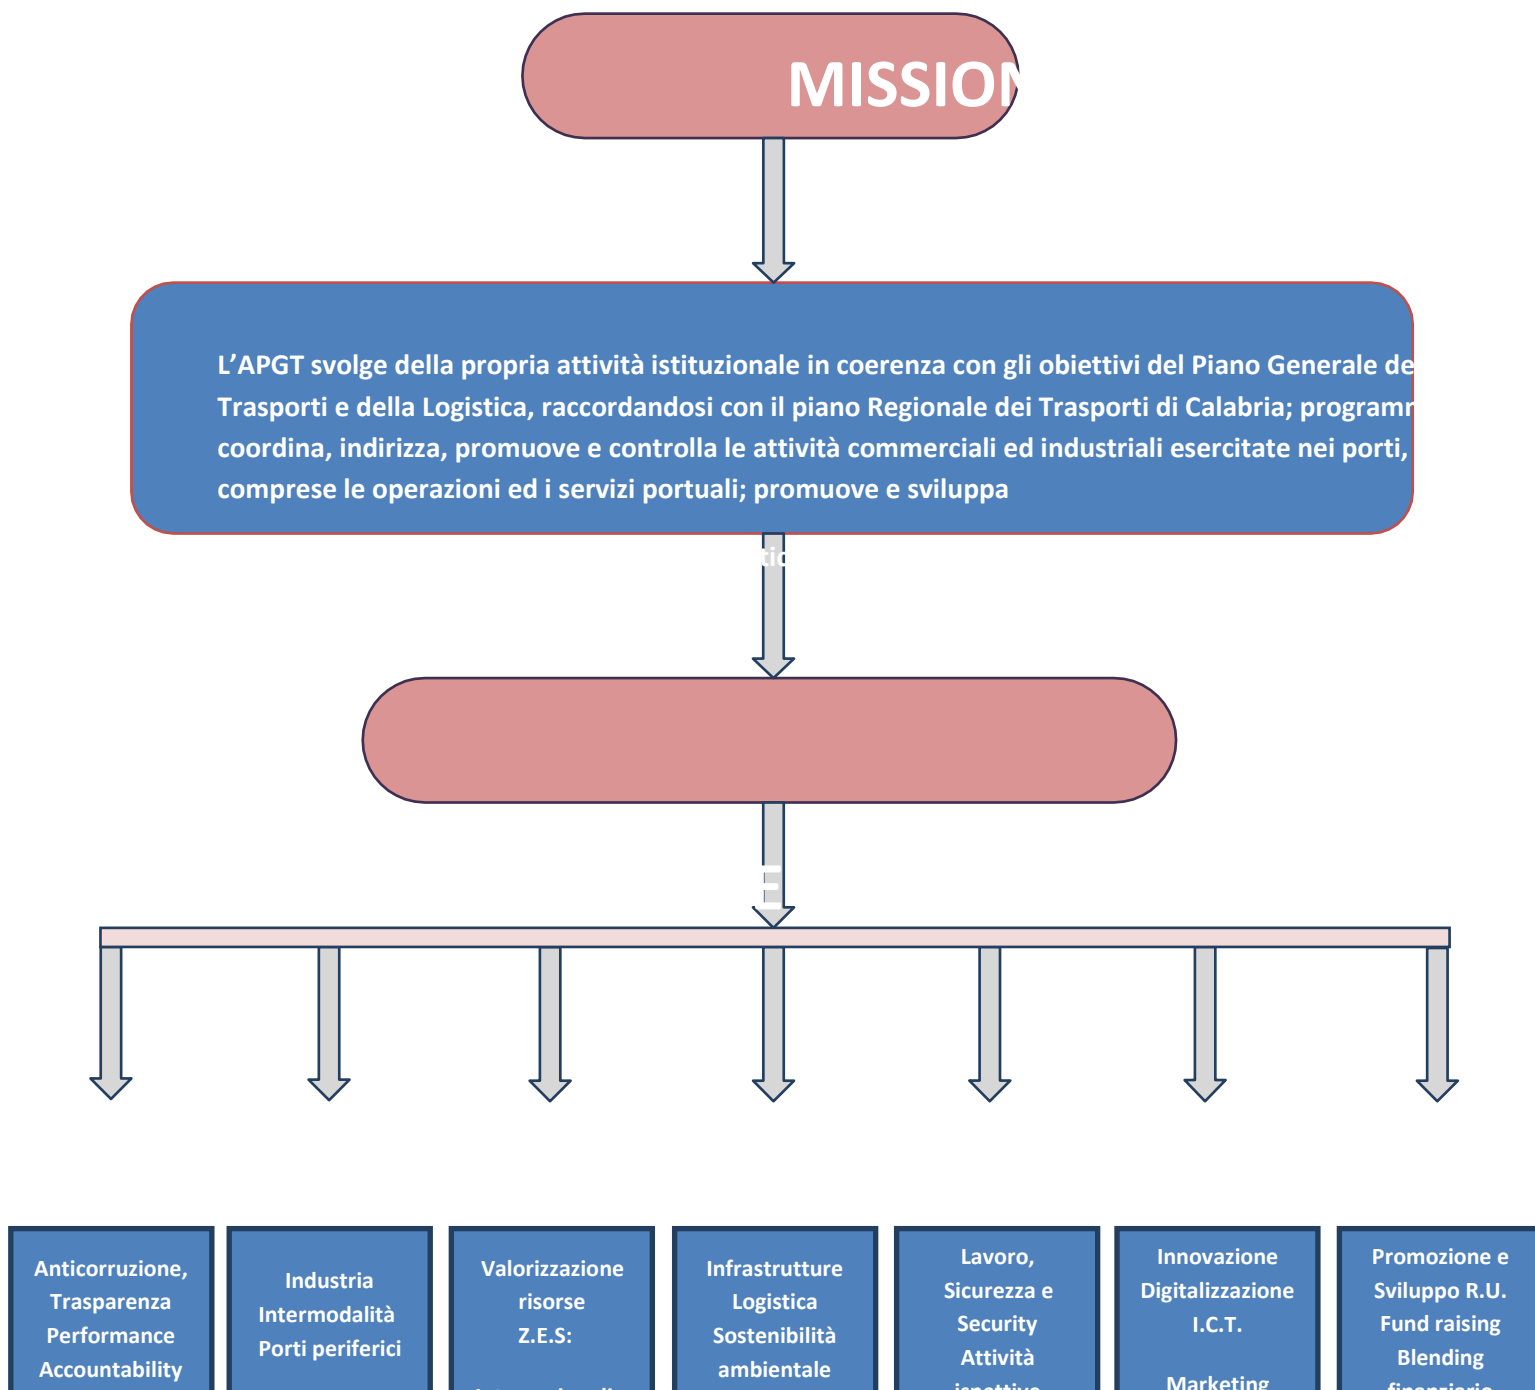 MISSION
L’APGT svolge della propria attività istituzionale in coerenza con gli obiettivi del Piano Generale de
Trasporti e della Logistica, raccordandosi con il piano Regionale dei Trasporti di Calabria;
coordina, indirizza, promuove e controlla le attività commerciali ed industriali esercitate nei porti,
comprese le operazioni ed i servizi portuali; promuove e sviluppa
E
Anticorruzione,
Trasparenza
Performance
Accountability
Industria
Intermodalità
Porti periferici
Valorizzazione
risorse
Z.E.S:
Infrastrutture
Logistica
Sostenibilità
ambientale
Lavoro,
Sicurezza e
Security
Attività
ispettive
Innovazione
Digitalizzazione
I.C.T.
Marketing
Promozione e
Sviluppo R.U.
Fund raising
Blending
finanziario